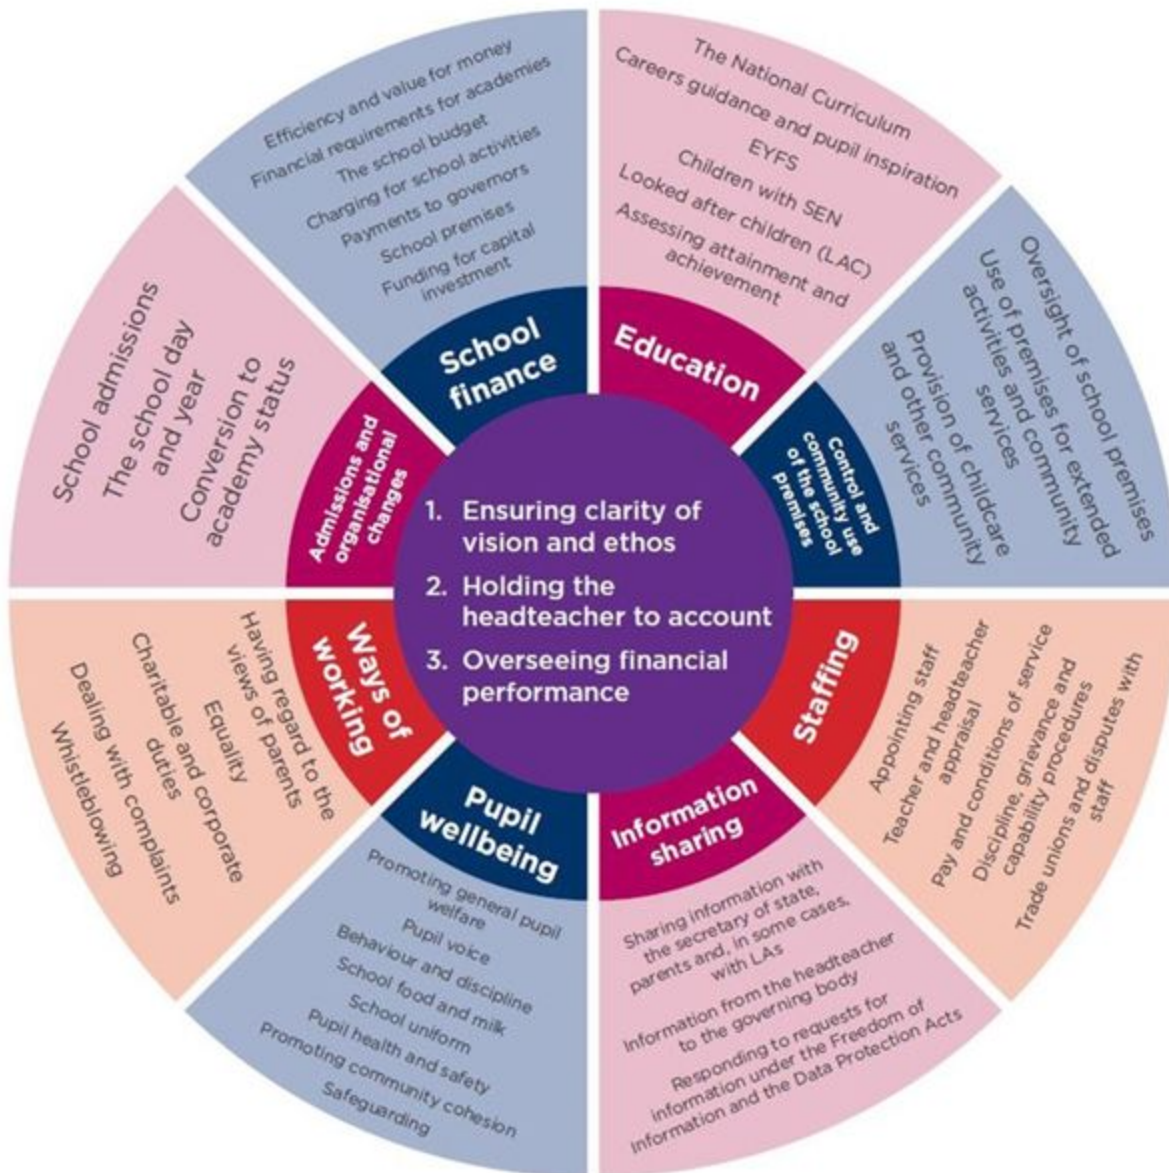 1. Ensuring clarity of
vision and ethos
2. Holding the
headteacher to account
3. Overseeing financial
performance
Education
The National Curriculum
Careers guidance and pupil inspiration
EYFS
Children with SEN
Looked after children (LAC)
Assessing attainment and
achievement
Control and
community use
of the school
premises
Oversight of school premises
Use of premises for extended
activities and community
services
Provision of childcare
and other community
services
Staffing
Appointing staff
Teacher and headteacher
appraisal
Pay and conditions of service
Discipline, grievance and
capability procedures
Trade unions and disputes with
staff
Information
sharing
Sharing information with
the secretary of state,
parents and, in some cases,
with LAs
Information from the headteacher
to the governing body
Responding to requests for
information under the Freedom of
Information and the Data Protection Acts
Pupil
wellbeing
Promoting general pupil
welfare
Pupil voice
Behaviour and discipline
School food and milk
School uniform
Pupil health and safety
Promoting community cohesion
Safeguarding
Ways of
working
Having regard to the
views of parents
Equality
Charitable and corporate
duties
Dealing with complaints
Whistleblowing
Admissions and
organisational
changes
School admissions
The school day
and year
Conversion to
academy status
School
finance
Efficiency and value for money
Financial requirements for academies
The school budget
Charging for school activities
Payments to governors
School premises
Funding for capital
investment